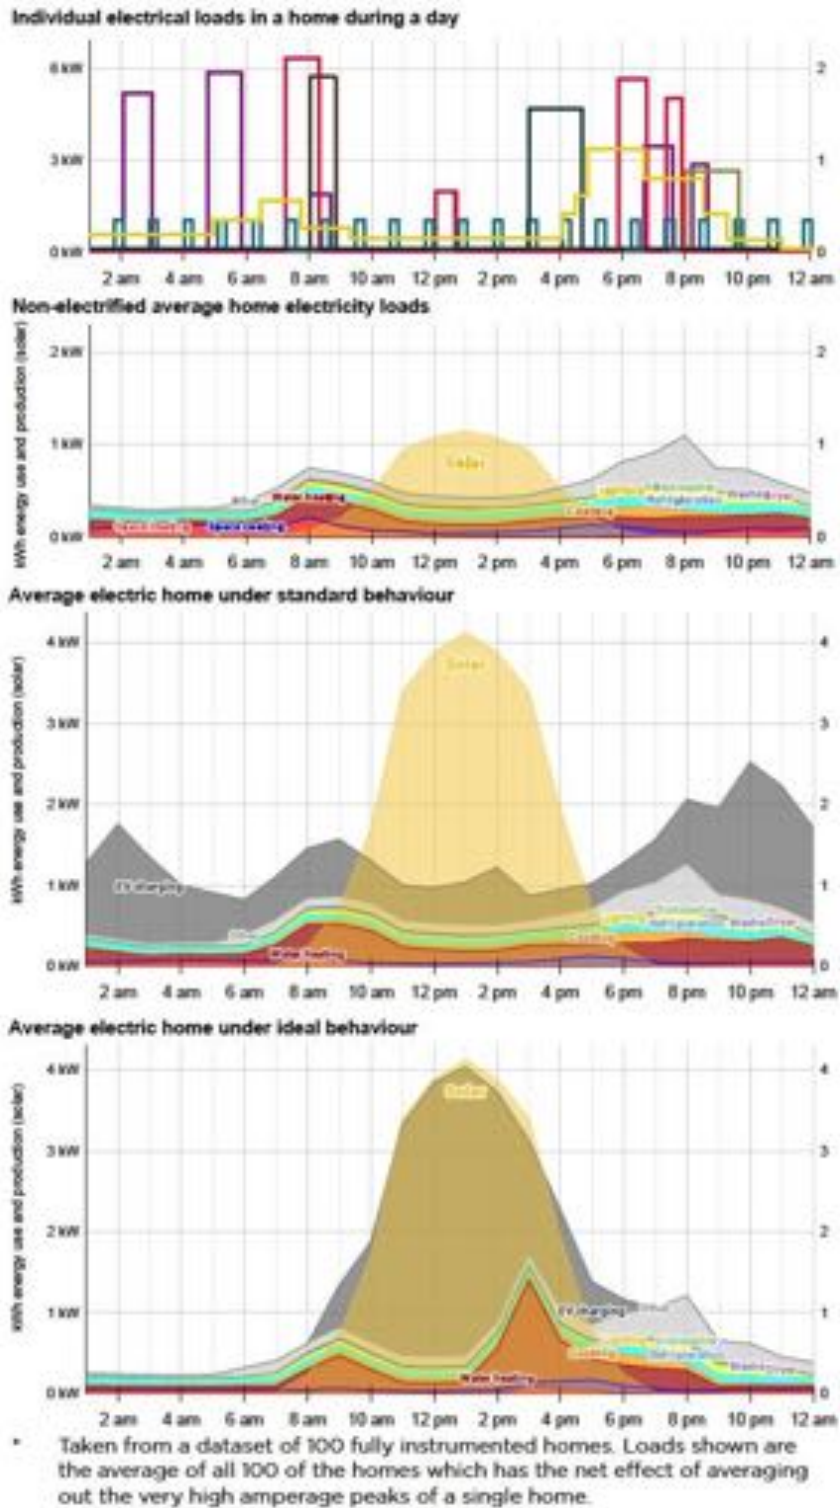 Individual electrical loads in a home during a day
6 kW
2
3 kW
1
0 kW
0
2 am 4 am 6 am 8 am 10 am 12 pm 2 pm 4 pm 6 pm 8 pm 10 pm 12 am
Non-electrified average home electricity loads
kWh energy use and production (solar)
2 kW
2
1 kW
1
Solar
Water heating
Refrigeration
Cooking
Space cooling
0 kW
0
2 am 4 am 6 am 8 am 10 am 12 pm 2 pm 4 pm 6 pm 8 pm 10 pm 12 am
Average electric home under standard behaviour
kWh energy use and production (solar)
4 kW
4
Solar
3 kW
3
2 kW
2
1 kW
1
EV charging
Refrigeration
Cooking
Water heating
0 kW
0
2 am 4 am 6 am 8 am 10 am 12 pm 2 pm 4 pm 6 pm 8 pm 10 pm 12 am
Average electric home under ideal behaviour
kWh energy use and production (solar)
4 kW
4
Solar
3 kW
3
2 kW
2
1 kW
1
EV charging
Cooking
Refrigeration
Water heating
0 kW
0
2 am 4 am 6 am 8 am 10 am 12 pm 2 pm 4 pm 6 pm 8 pm 10 pm 12 am
* Taken from a dataset of 100 fully instrumented homes. Loads shown are
the average of all 100 of the homes which has the net effect of averaging
out the very high amperage peaks of a single home.